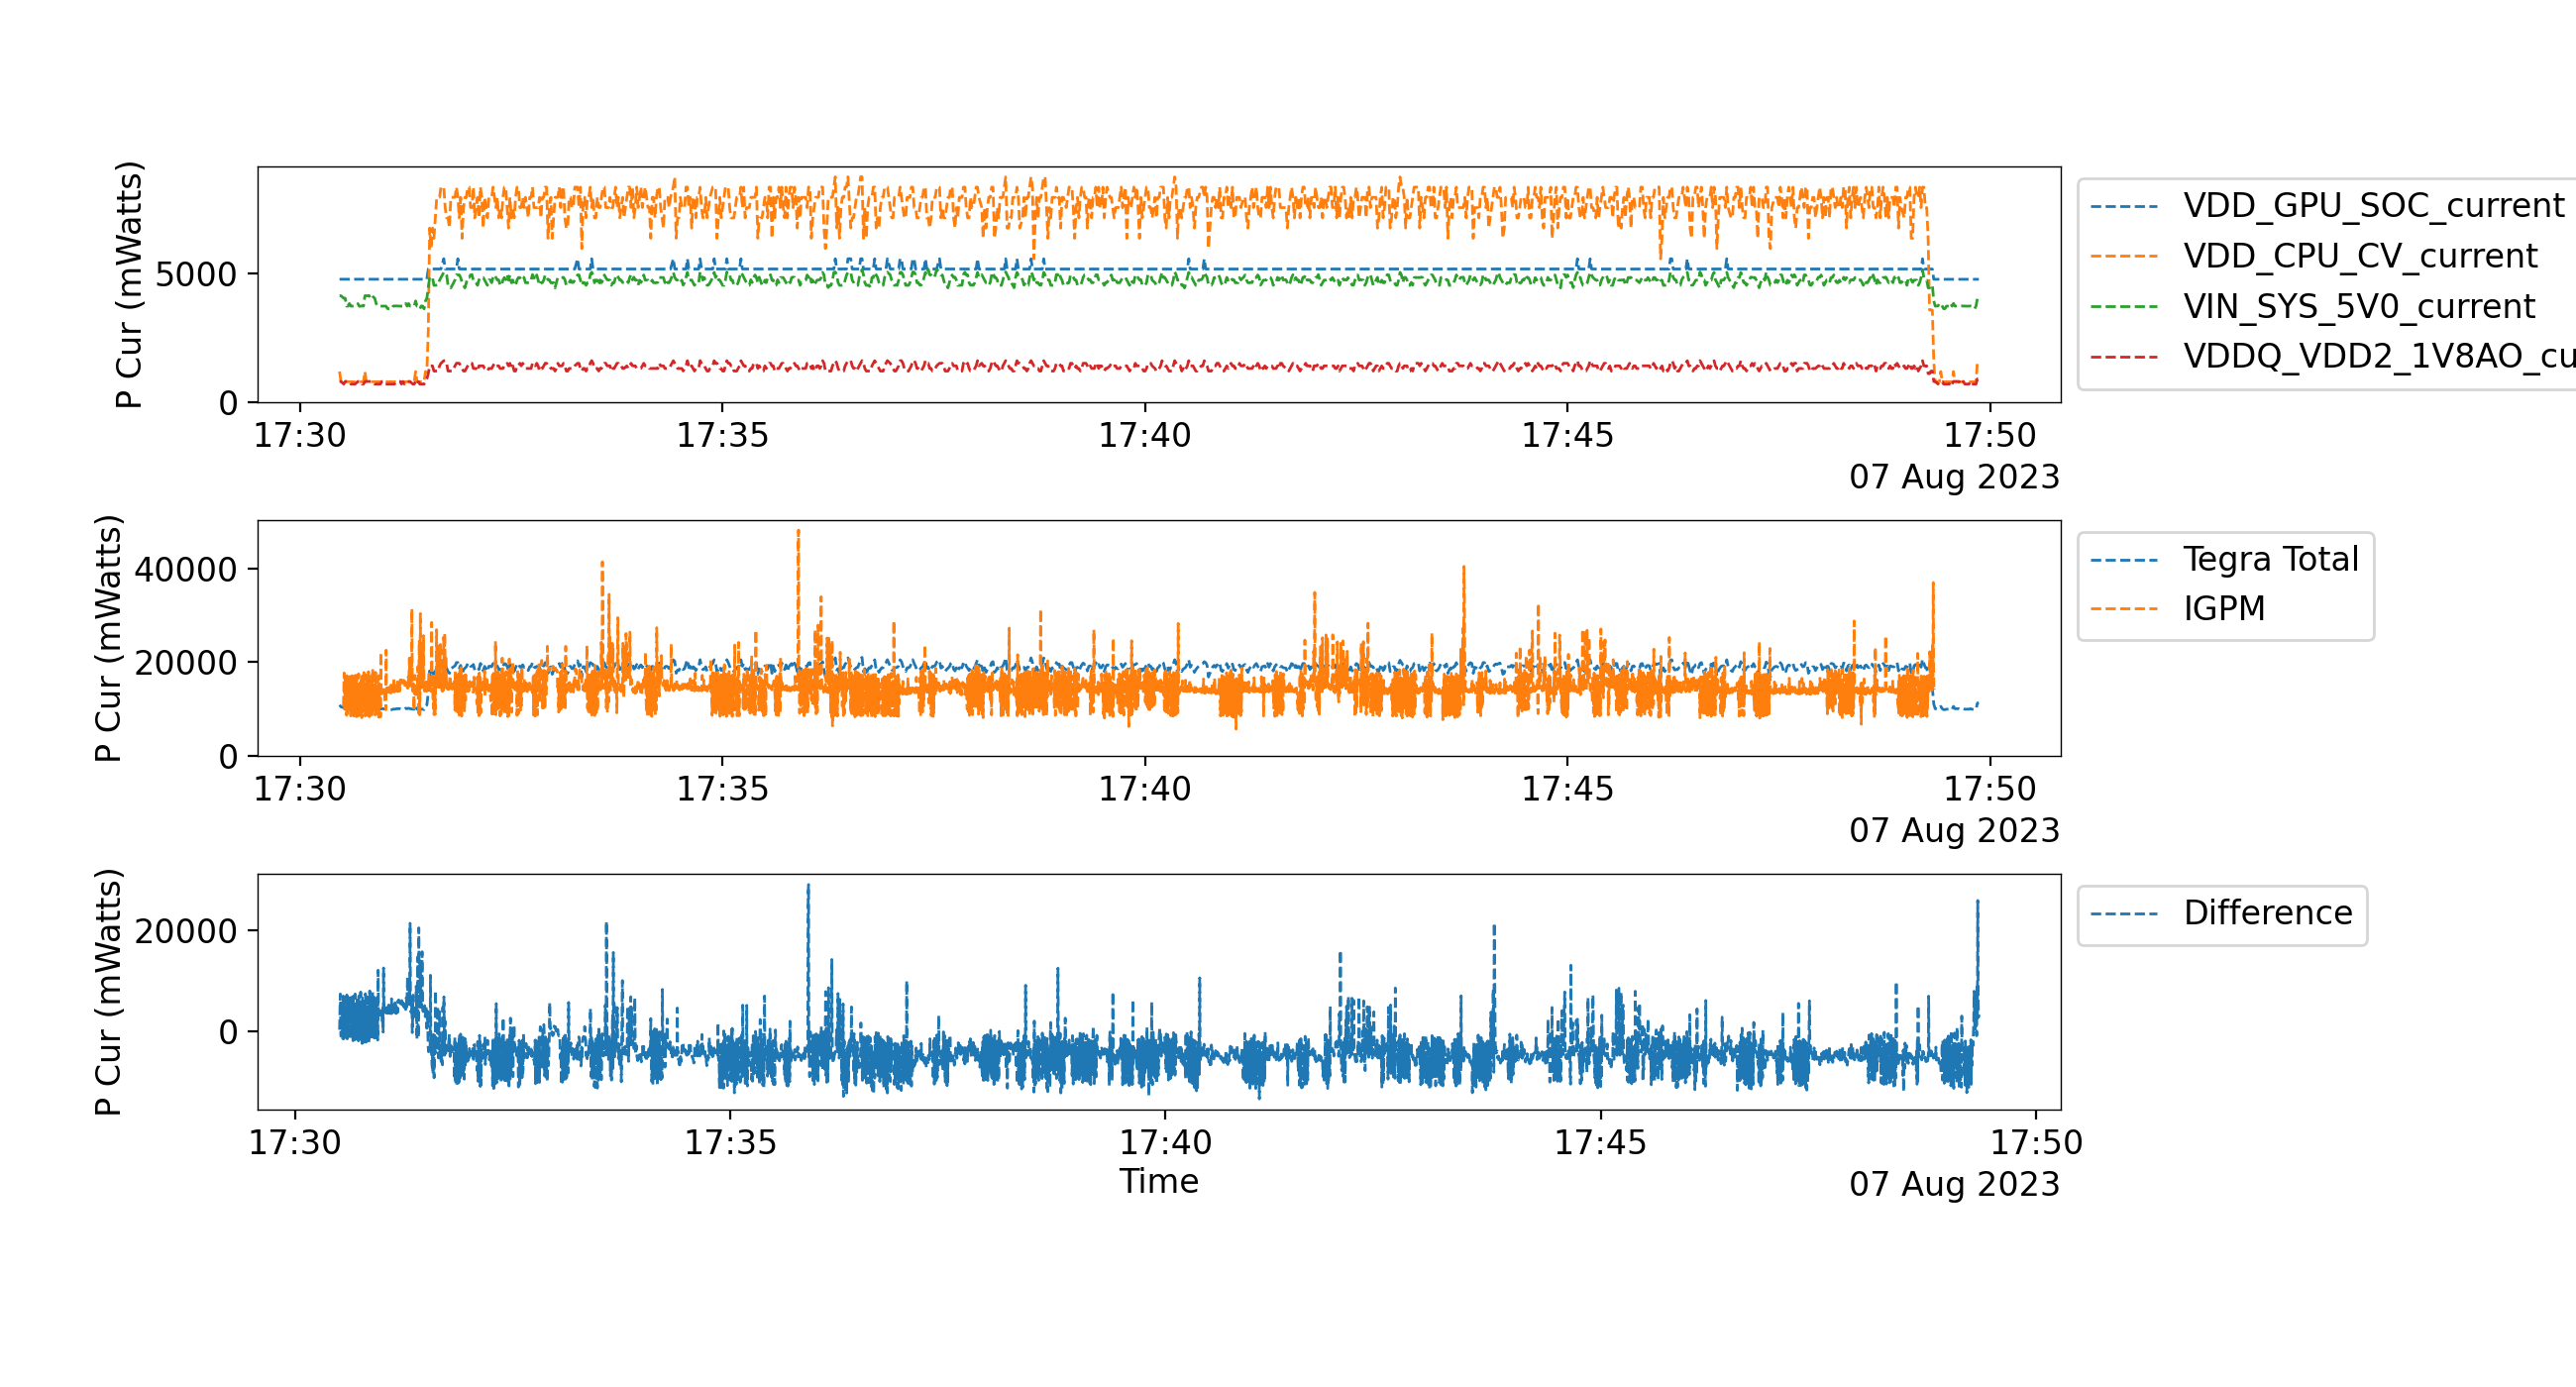 P Cur (mWatts)
5000
0
17:30 17:35 17:40 17:45 17:50
07 Aug 2023
VDD_GPU_SOC_current
VDD_CPU_CV_current
VIN_SYS_5V0_current
VDDQ_VDD2_1V8AO_cu
P Cur (mWatts)
40000
20000
0
17:30 17:35 17:40 17:45 17:50
07 Aug 2023
Tegra Total
IGPM
P Cur (mWatts)
20000
0
17:30 17:35 17:40 17:45 17:50
Time
07 Aug 2023
Difference